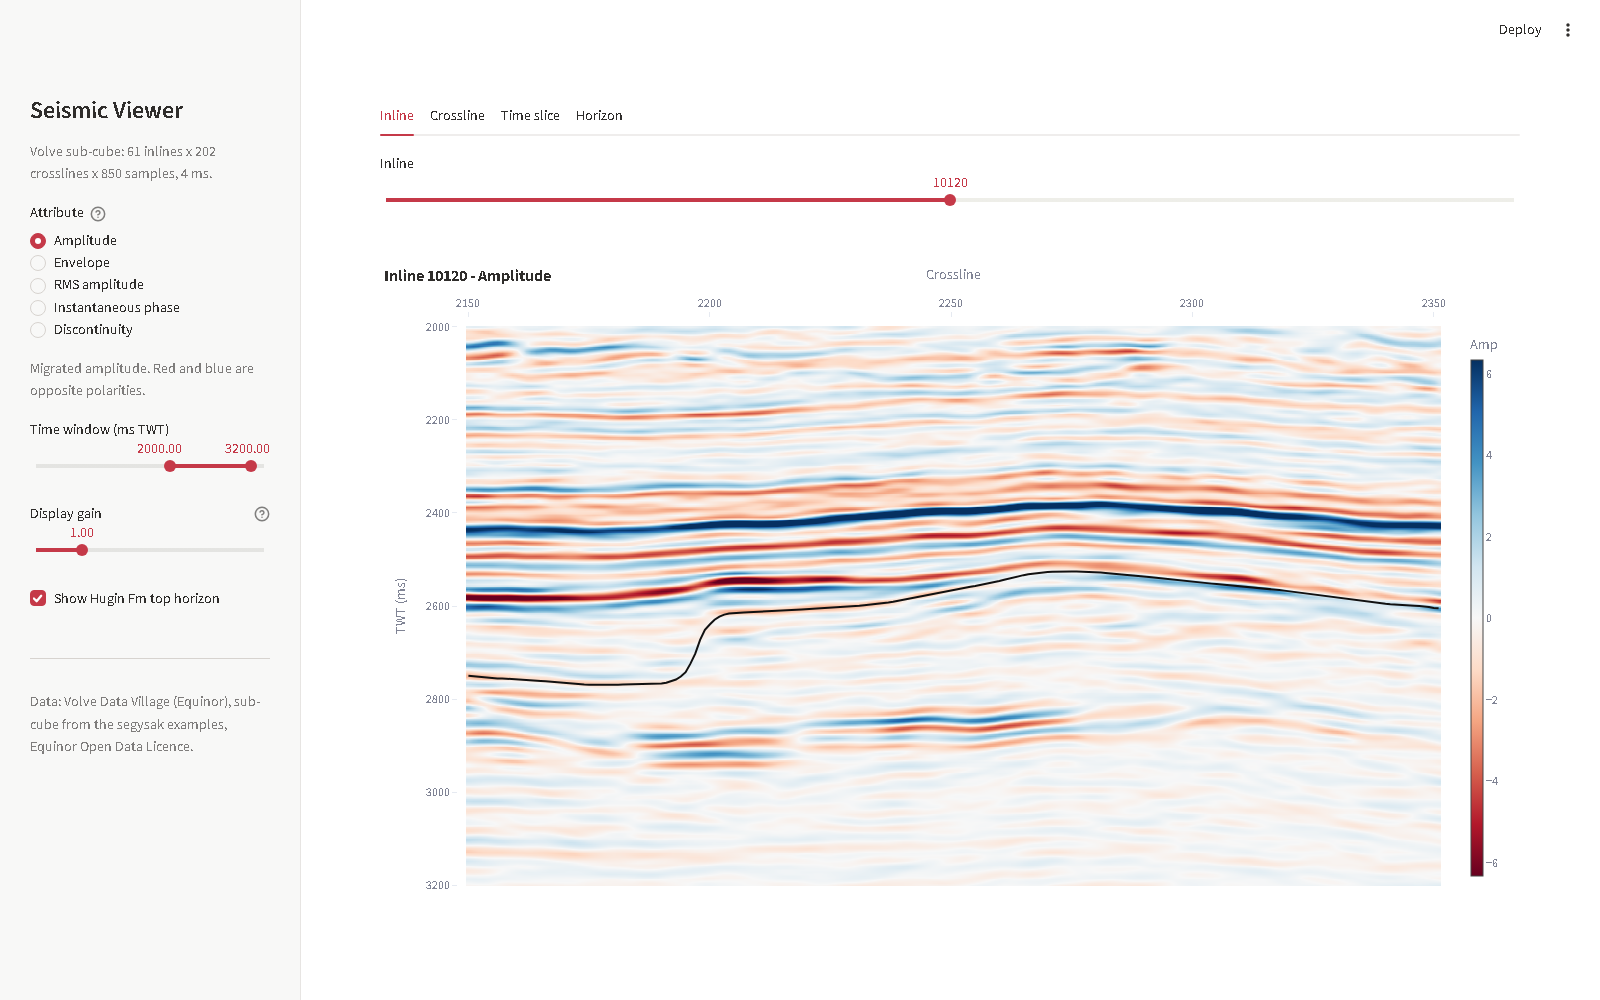 Deploy
Seismic Viewer
Volve sub-cube: 61 inlines x 202
crosslines x 850 samples, 4 ms.
Attribute
Amplitude
Envelope
RMS amplitude
Instantaneous phase
Discontinuity
Migrated amplitude. Red and blue are
opposite polarities.
Time window (ms TWT)
2000.00 3200.00
Display gain
1.00
Show Hugin Fm top horizon
Data: Volve Data Village (Equinor), sub-
cube from the segysak examples,
Equinor Open Data Licence.
Inline Crossline Time slice Horizon
Inline
10120
Inline 10120 - Amplitude
Crossline
2150 2200 2250 2300 2350
TWT (ms)
2000
2200
2400
2600
2800
3000
3200
Amp
6
4
2
0
−2
−4
−6